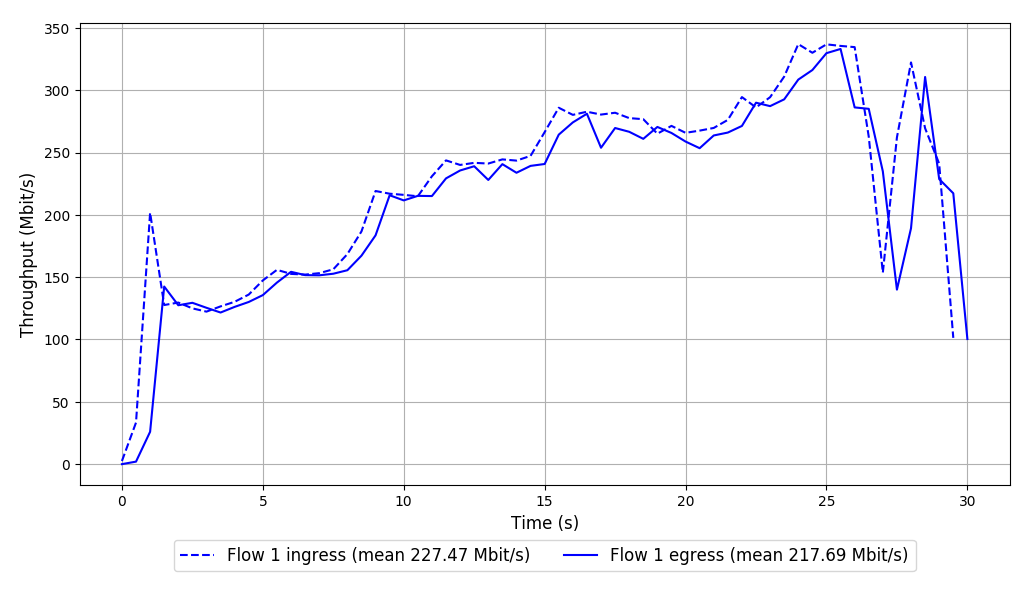 350
300
250
200
150
100
50
0
Throughput (Mbit/s)
0 5 10 15 20 25 30
Time (s)
Flow 1 ingress (mean 227.47 Mbit/s) Flow 1 egress (mean 217.69 Mbit/s)